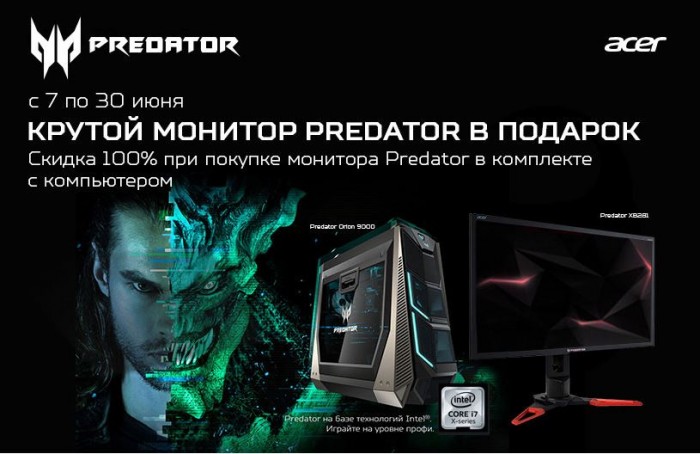 PREDATOR
acer
с 7 по 30 июня
КРУТОЙ МОНИТОР PREDATOR В ПОДАРОК
Скидка 100% при покупке монитора Predator в комплекте
с компьютером
Predator Orion 9000
Predator XB281
PREDATOR
Predator на базе технологий Intel®.
Играйте на уровне профи.
intel
CORE i7
X-series